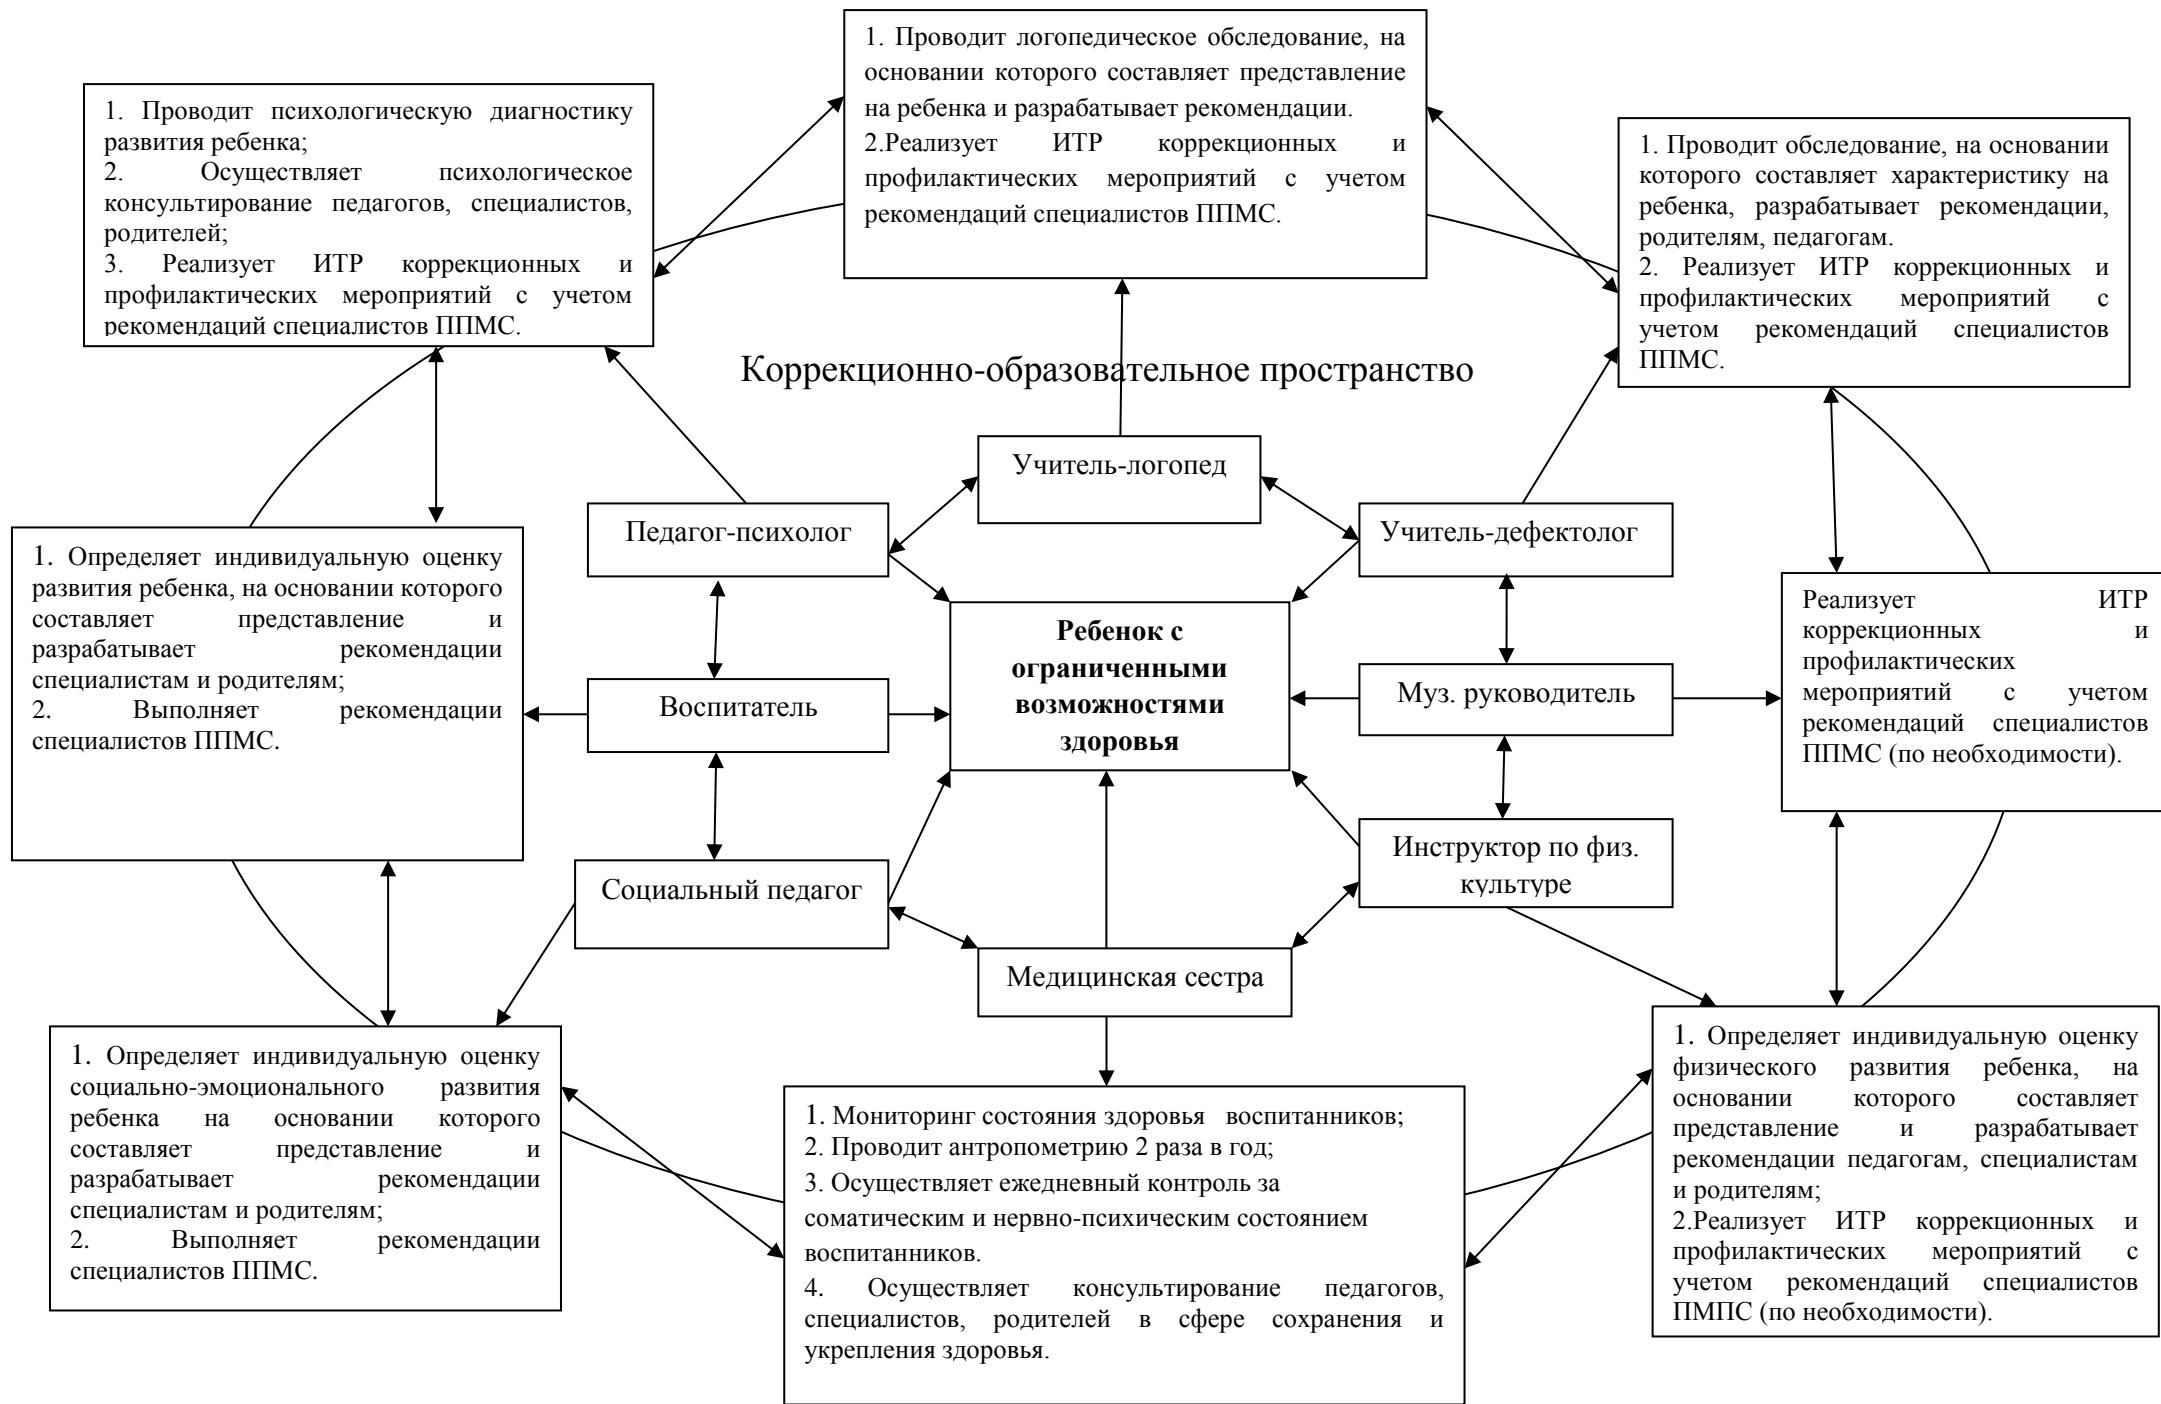 1. Проводит логопедическое обследование, на
основании которого составляет представление
на ребенка и разрабатывает рекомендации.
2.Реализует ИТР коррекционных и
профилактических мероприятий с учетом
рекомендаций специалистов ППМС.
1. Проводит психологическую диагностику
развития ребенка;
2. Осуществляет психологическое
консультирование педагогов, специалистов,
родителей;
3. Реализует ИТР коррекционных и
профилактических мероприятий с учетом
рекомендаций специалистов ППМС.
1. Проводит обследование, на основании
которого составляет характеристику на
ребенка, разрабатывает рекомендации,
родителям, педагогам.
2. Реализует ИТР коррекционных и
профилактических мероприятий с
учетом рекомендаций специалистов
ППМС.
Коррекционно-образовательное пространство
Учитель-логопед
Педагог-психолог
Учитель-дефектолог
1. Определяет индивидуальную оценку
развития ребенка, на основании которого
составляет представление и
разрабатывает рекомендации
специалистам и родителям;
2. Выполняет рекомендации
специалистов ППМС.
Воспитатель
Ребенок с
ограниченными
возможностями
здоровья
Муз. руководитель
Реализует ИТР
коррекционных и
профилактических
мероприятий с учетом
рекомендаций специалистов
ППМС (по необходимости).
Социальный педагог
Инструктор по физ.
культуре
Медицинская сестра
1. Определяет индивидуальную оценку
социально-эмоционального развития
ребенка на основании которого
составляет представление и
разрабатывает рекомендации
специалистам и родителям;
2. Выполняет рекомендации
специалистов ППМС.
1. Мониторинг состояния здоровья воспитанников;
2. Проводит антропометрию 2 раза в год;
3. Осуществляет ежедневный контроль за
соматическим и нервно-психическим состоянием
воспитанников.
4. Осуществляет консультирование педагогов,
специалистов, родителей в сфере сохранения и
укрепления здоровья.
1. Определяет индивидуальную оценку
физического развития ребенка, на
основании которого составляет
представление и разрабатывает
рекомендации педагогам, специалистам
и родителям;
2.Реализует ИТР коррекционных и
профилактических мероприятий с
учетом рекомендаций специалистов
ПМПС (по необходимости).